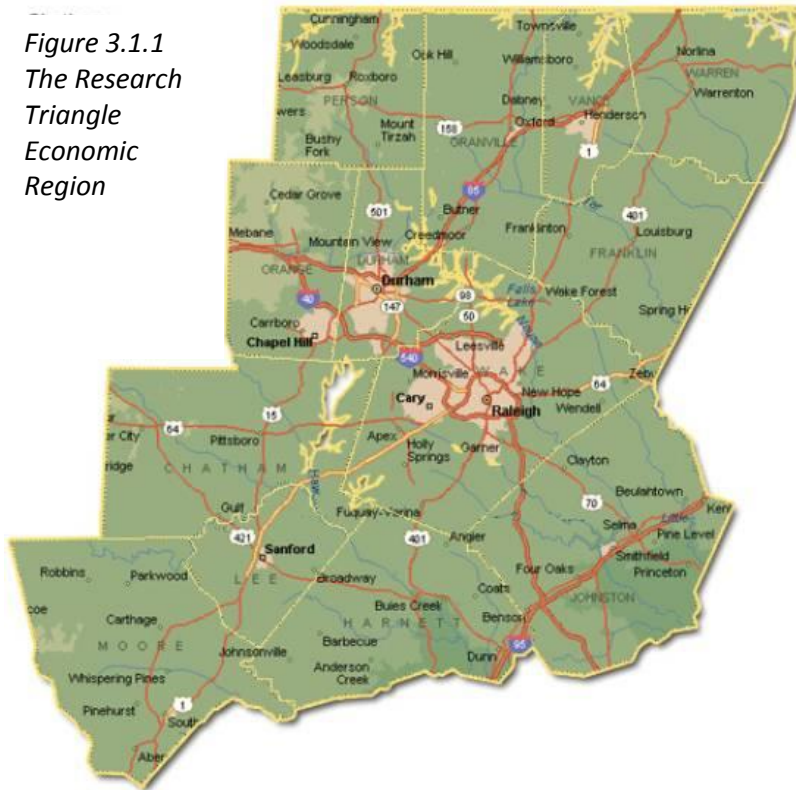 Figure 3.1.1
The Research
Triangle
Economic
Region
Cunningham
Woodsdale
Oak Hill
Townsville
Williamsboro
Norlina
WARREN
Warrenton
Leasburg
Roxboro
PERSON
Dabney
VANCE
Henderson
Oxford
Mount
Tirzah
158
GRANVILLE
Bushy
Fork
1
85
Cedar Grove
501
Butner
Tar
401
Louisburg
Mebane
Mountain View
Creedmoor
Franklinton
FRANKLIN
ORANGE
DURHAM
Durham
40
147
98
50
Falls
Lake
Wake Forest
Neuse
Spring
Carrboro
Chapel Hill
540
Leesville
Morrisville
WAKE
New Hope
64
Cary
Raleigh
Wendell
15
64
Pittsboro
Apex
Holly
Springs
Garner
Clayton
CHATHAM
Haw
Beulahtown
70
Gulf
Fuquay-Varina
Selma
Little
Pine Level
421
Sanford
401
Angier
Smithfield
Princeton
Robbins
Parkwood
LEE
Broadway
Four Oaks
Coats
JOHNSTON
Carthage
Buies Creek
Benson
MOORE
HARNETT
Johnsonville
Barbecue
Dunn
95
Whispering Pines
Anderson
Creek
Pinehurst
1